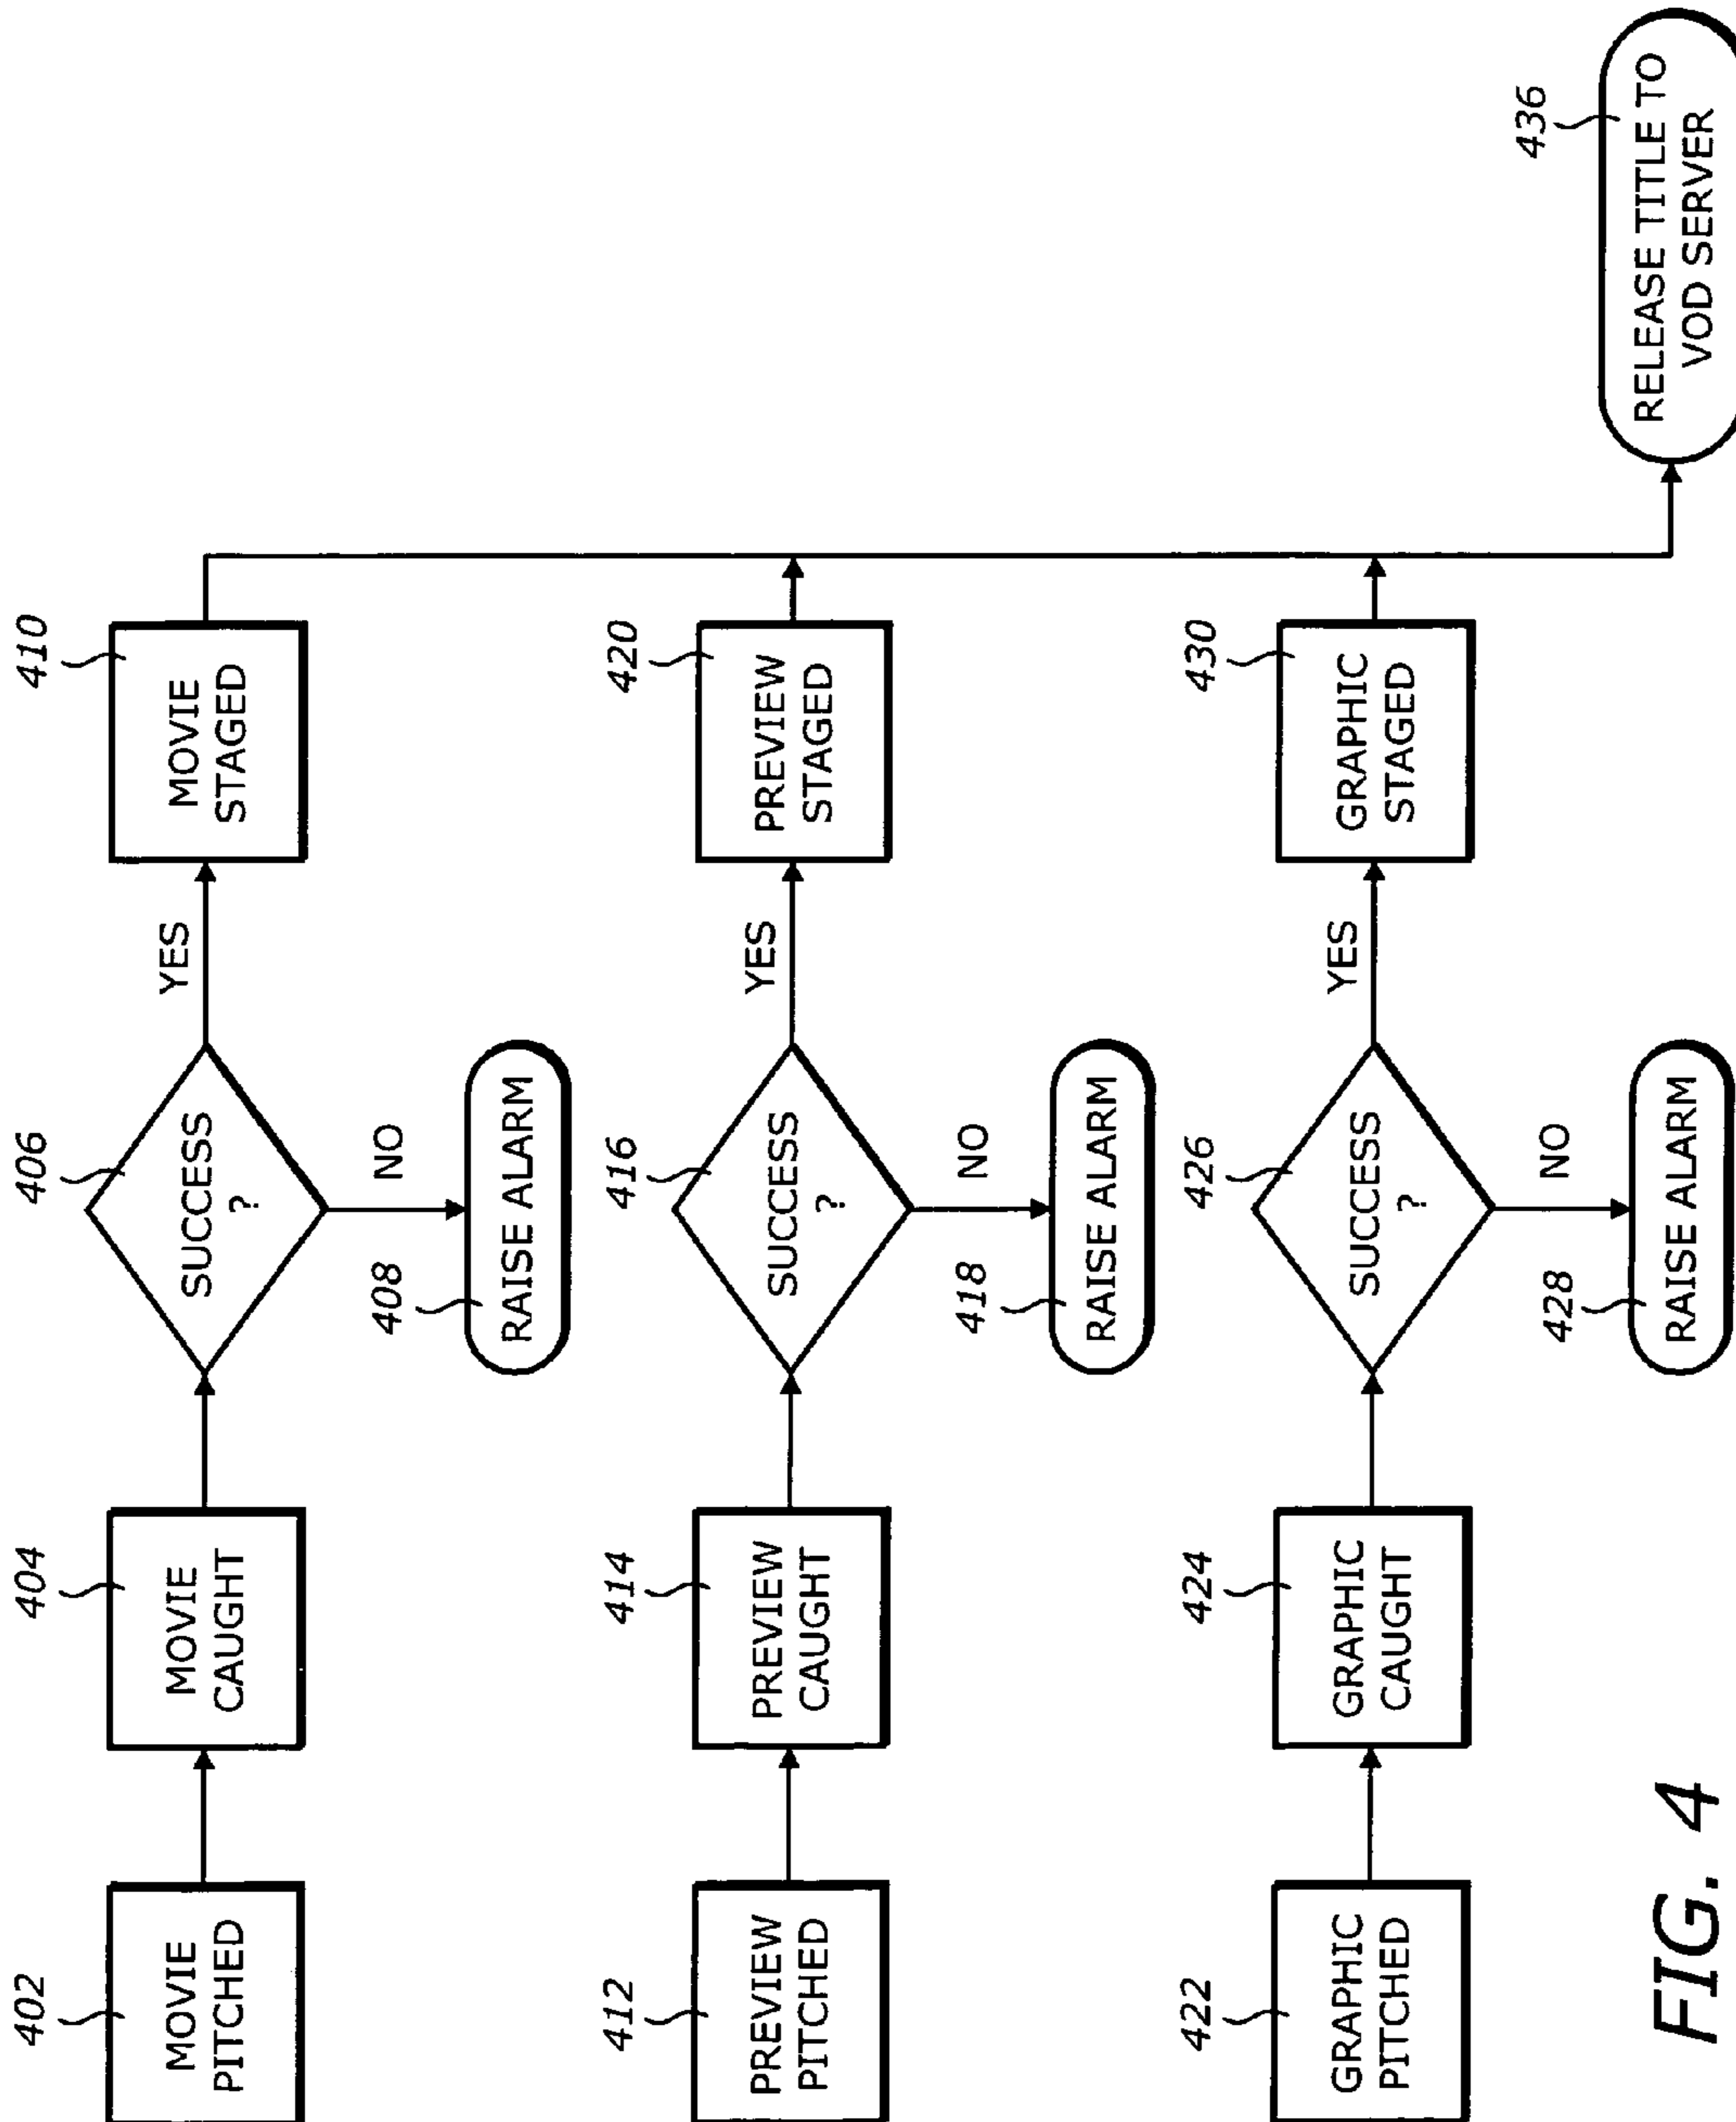 402
MOVIE
PITCHED
404
MOVIE
CAUGHT
406
SUCCESS
?
YES
NO
408
RAISE ALARM
410
MOVIE
STAGED
412
PREVIEW
PITCHED
414
PREVIEW
CAUGHT
416
SUCCESS
?
YES
NO
418
RAISE ALARM
420
PREVIEW
STAGED
422
GRAPHIC
PITCHED
424
GRAPHIC
CAUGHT
426
SUCCESS
?
YES
NO
428
RAISE ALARM
430
GRAPHIC
STAGED
436
RELEASE TITLE TO
VOD SERVER
FIG. 4